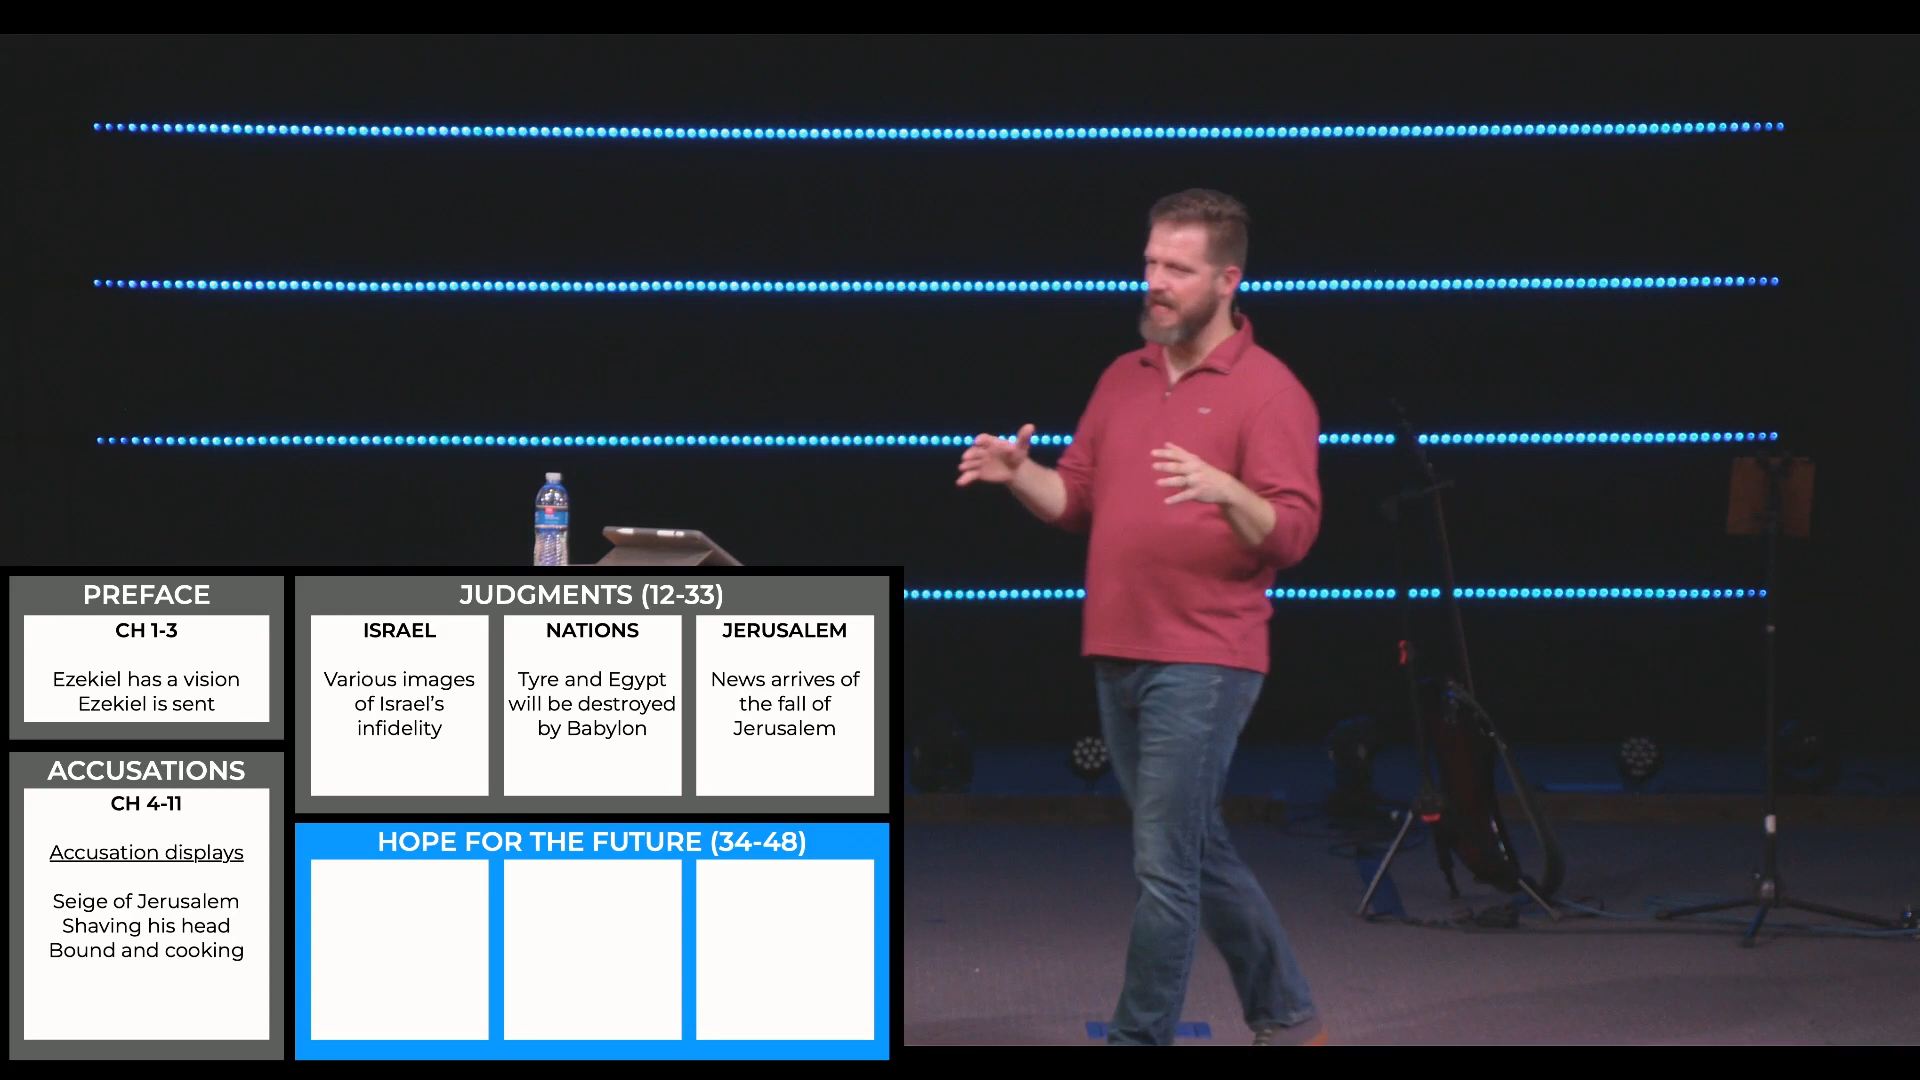 PREFACE
CH 1-3
Ezekiel has a vision
Ezekiel is sent
ACCUSATIONS
CH 4-11
Accusation displays
Seige of Jerusalem
Shaving his head
Bound and cooking
JUDGMENTS (12-33)
ISRAEL
Various images
of Israel's
infidelity
NATIONS
Tyre and Egypt
will be destroyed
by Babylon
JERUSALEM
News arrives of
the fall of
Jerusalem
HOPE FOR THE FUTURE (34-48)